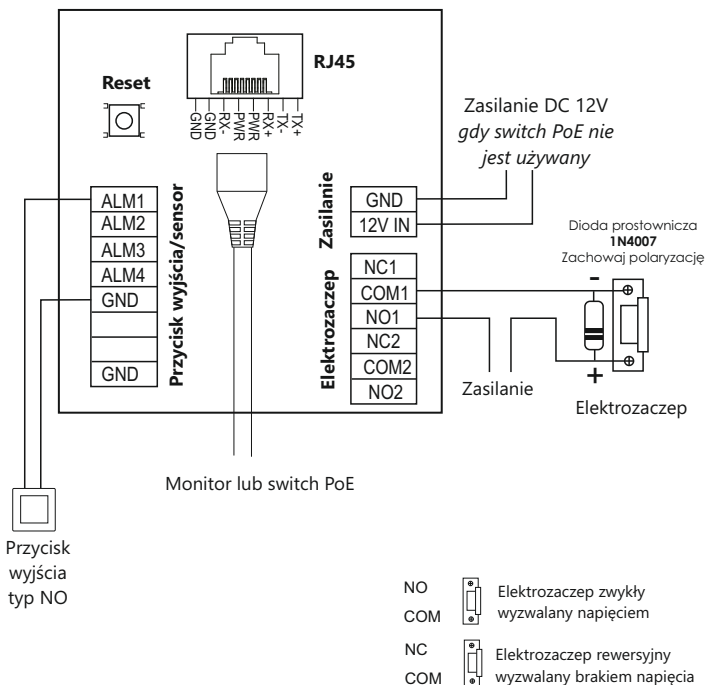 RJ45
Reset
GND
GND
RX-
PWR
PWR
RX+
TX-
TX+
Zasilanie DC 12V
gdy switch PoE nie
jest używany
ALM1
ALM2
ALM3
ALM4
GND
GND
Przycisk wyjścia/sensor
Zasilanie
GND
12V IN
Elektrozaczep
NC1
COM1
NO1
NC2
COM2
NO2
Dioda prostownicza
1N4007
Zachowaj polaryzację
-
+
Zasilanie
Elektrozaczep
Monitor lub switch PoE
Przycisk
wyjścia
typ NO
NO
COM
Elektrozaczep zwykły
wyzwalany napięciem
NC
COM
Elektrozaczep rewersyjny
wyzwalany brakiem napięcia